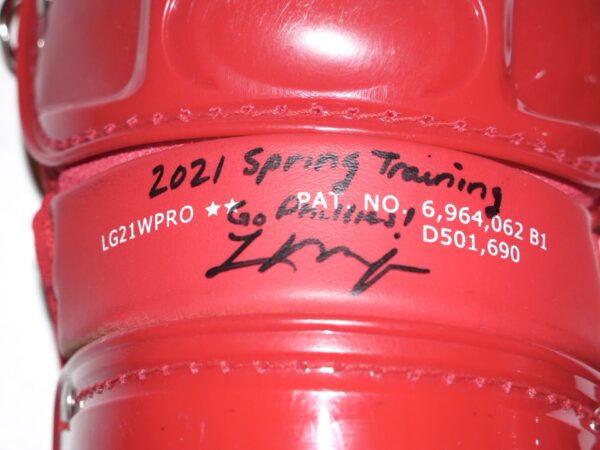 2021 Spring Training
LG21WPRO ★★ PAT. NO. 6,964,062 B1
D501,690
Go Phillies!